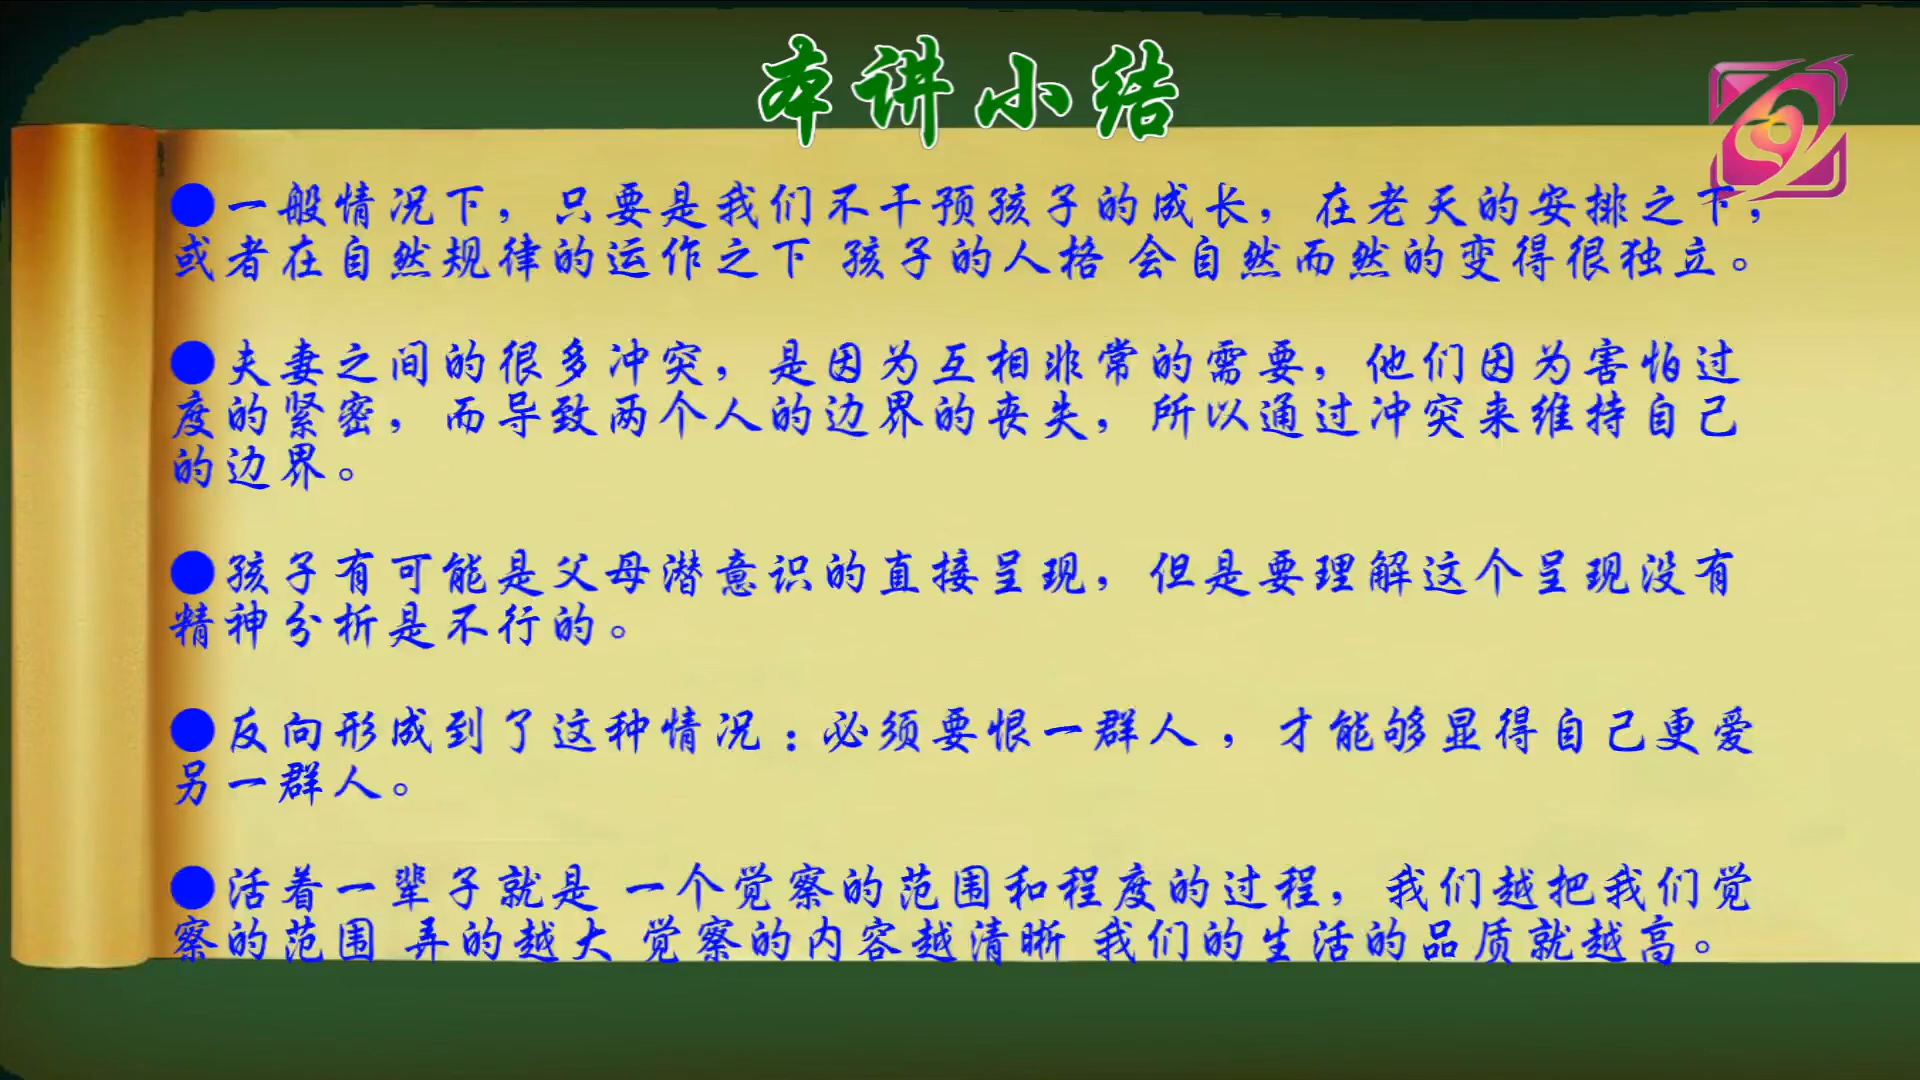 本讲小结
●一般情况下，只要是我们不干预孩子的成长，在老天的安排之下，
或者在自然规律的运作之下 孩子的人格 会自然而然的变得很独立。
●夫妻之间的很多冲突，是因为互相非常的需要，他们因为害怕过
度的紧密，而导致两个人的边界的丧失，所以通过冲突来维持自己
的边界。
●孩子有可能是父母潜意识的直接呈现，但是要理解这个呈现没有
精神分析是不行的。
●反向形成到了这种情况：必须要恨一群人，才能够显得自己更爱
另一群人。
●活着一辈子就是 一个觉察的范围和程度的过程，我们越把我们觉
察的范围 弄的越大 觉察的内容越清晰 我们的生活的品质就越高。